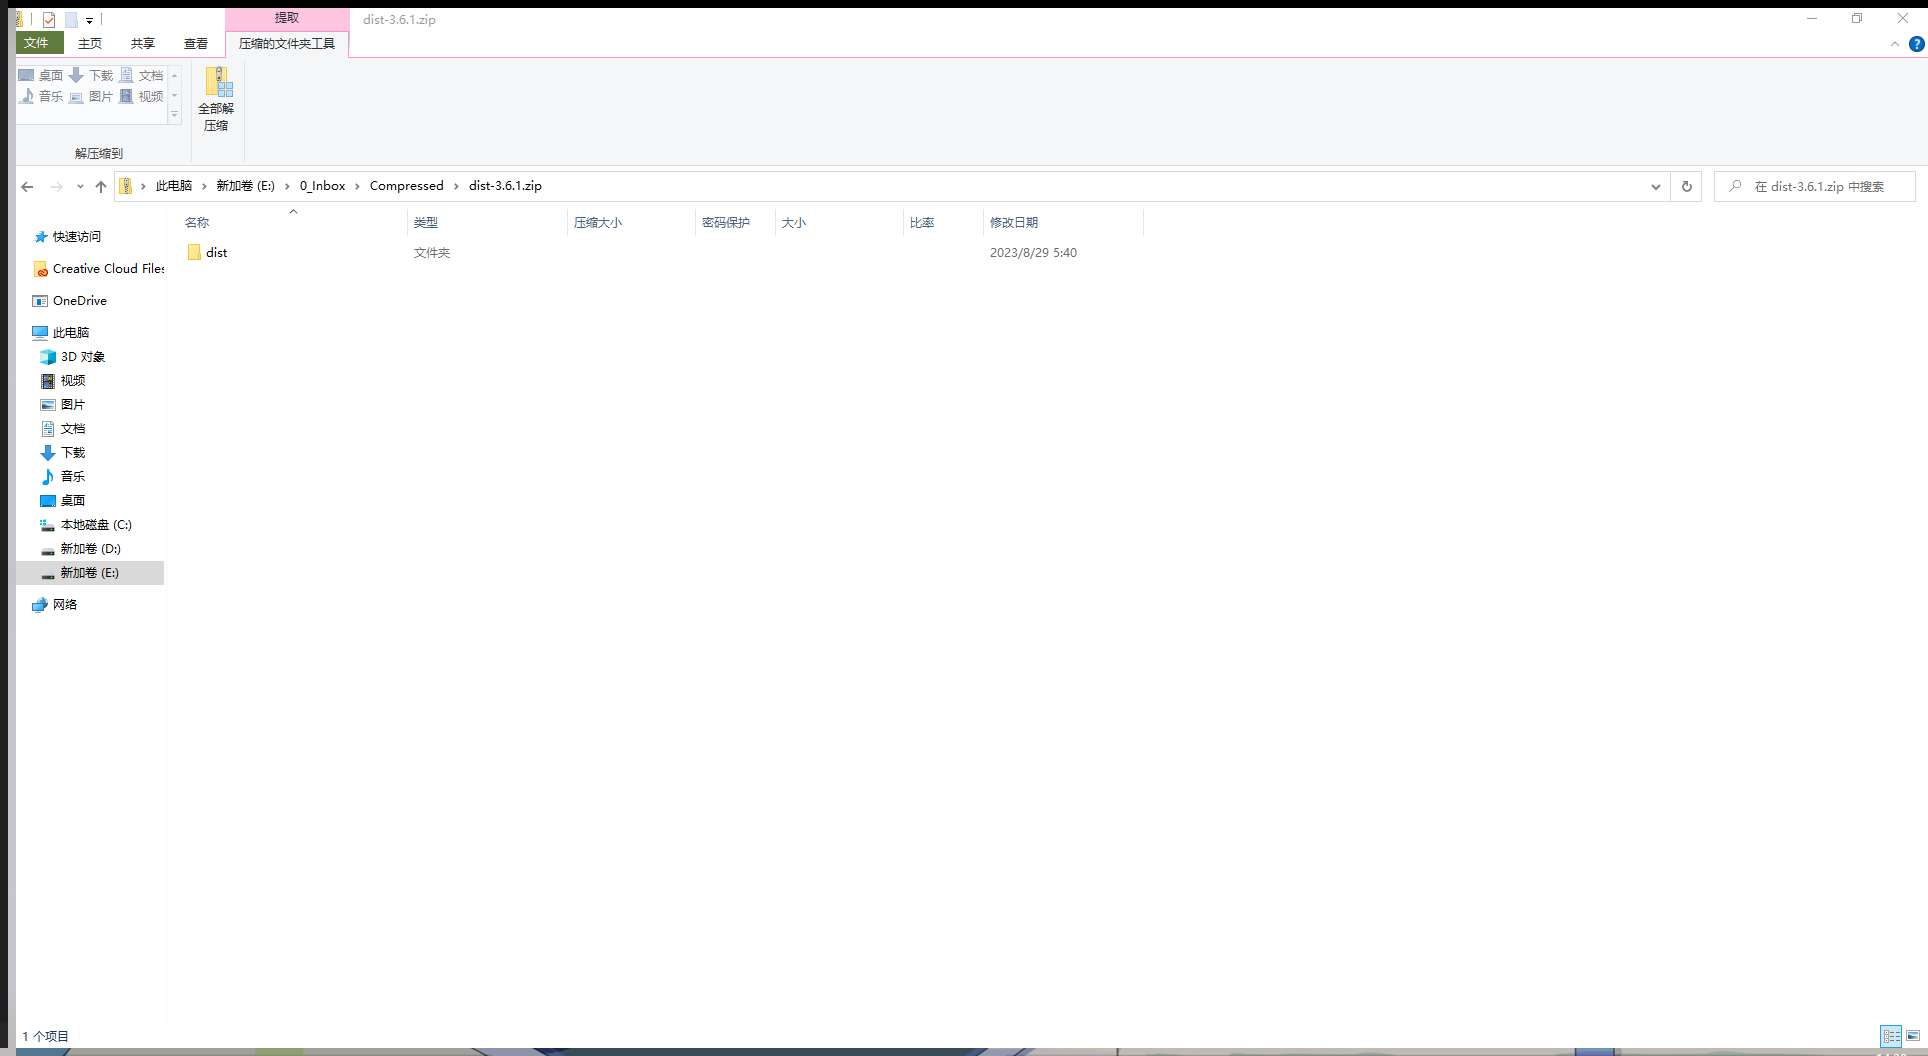 提取
dist-3.6.1.zip
文件
主页
共享
查看
压缩的文件夹工具
桌面
下载
文档
音乐
图片
视频
全部解
压缩
解压缩到
此电脑
新加卷 (E:)
0_Inbox
Compressed
dist-3.6.1.zip
在 dist-3.6.1.zip 中搜索
名称
类型
压缩大小
密码保护
大小
比率
修改日期
dist
文件夹
2023/8/29 5:40
快速访问
Creative Cloud Files
OneDrive
此电脑
3D 对象
视频
图片
文档
下载
音乐
桌面
本地磁盘 (C:)
新加卷 (D:)
新加卷 (E:)
网络
1 个项目